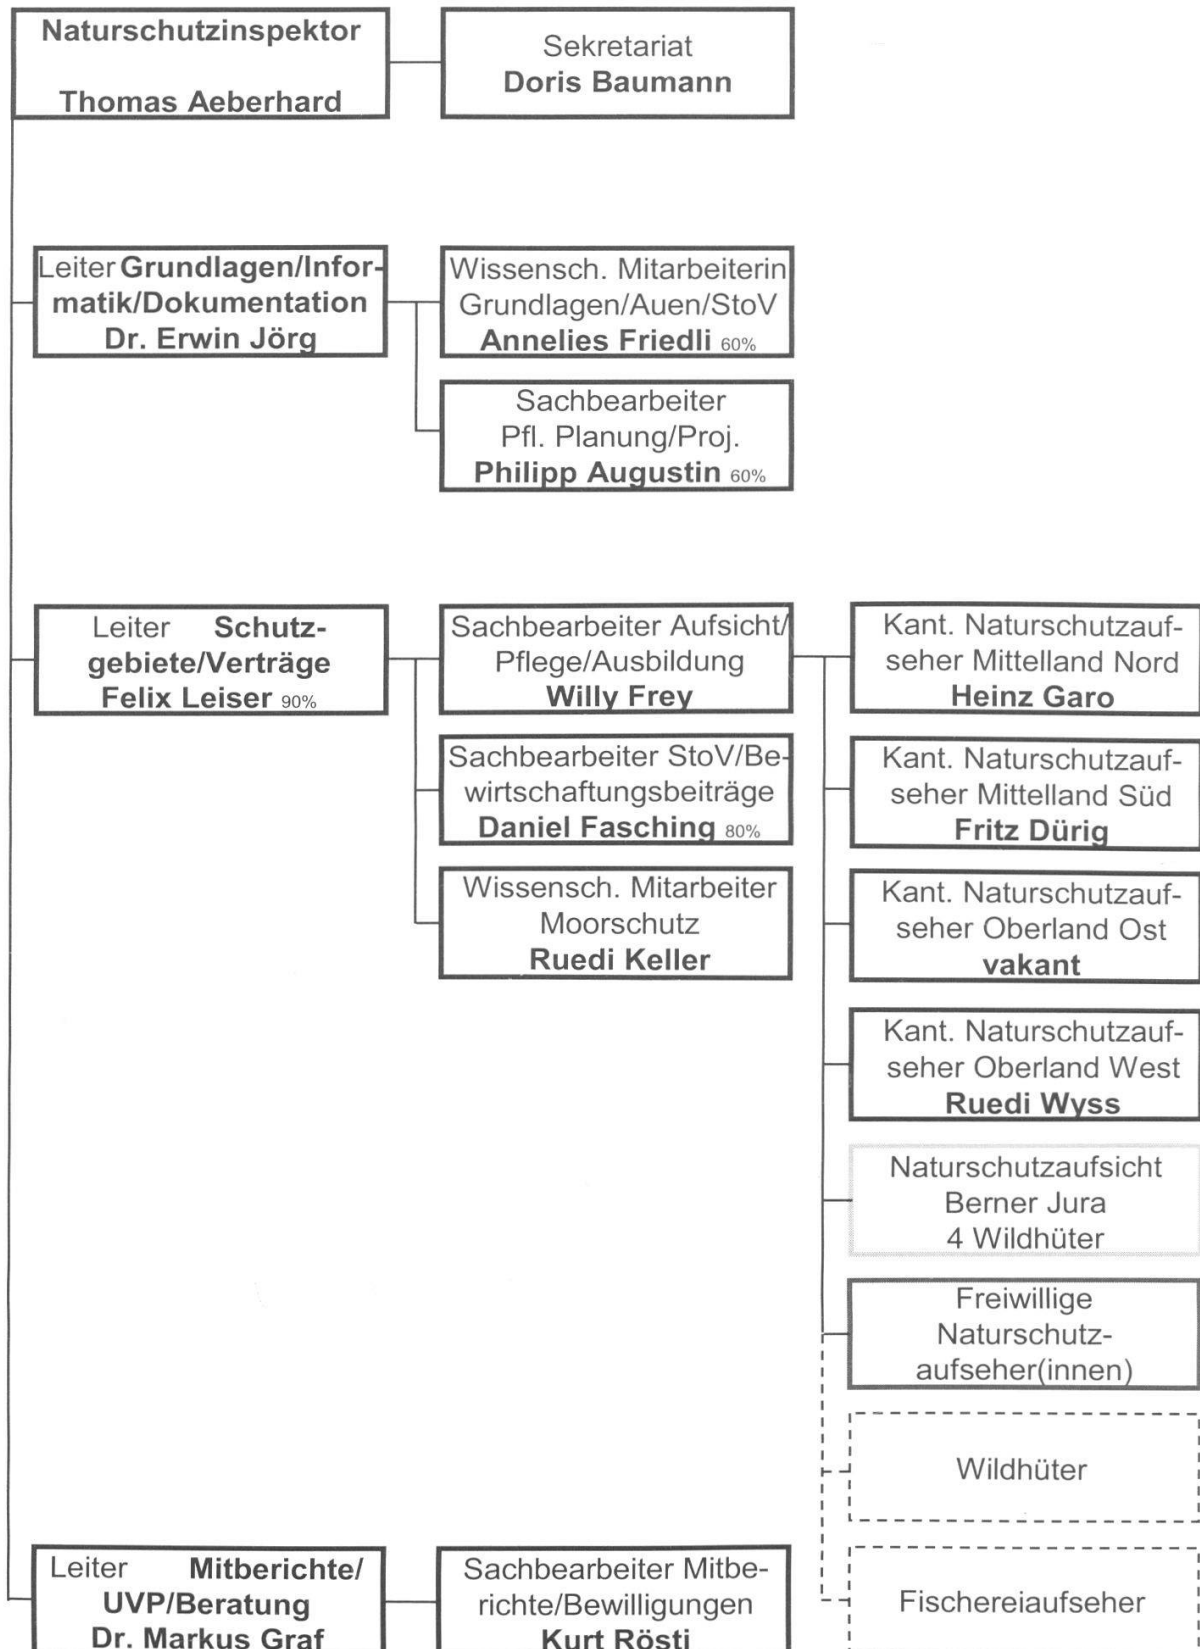 Naturschutzinspektor
Thomas Aeberhard
Sekretariat
Doris Baumann
Leiter Grundlagen/Infor-
matik/Dokumentation
Dr. Erwin Jörg
Wissensch. Mitarbeiterin
Grundlagen/Auen/StoV
Annelies Friedli 60%
Sachbearbeiter
Pfl. Planung/Proj.
Philipp Augustin 60%
Leiter Schutz-
gebiete/Verträge
Felix Leiser 90%
Sachbearbeiter Aufsicht/
Pflege/Ausbildung
Willy Frey
Sachbearbeiter StoV/Be-
wirtschaftungsbeiträge
Daniel Fasching 80%
Wissensch. Mitarbeiter
Moorschutz
Ruedi Keller
Kant. Naturschutzauf-
seher Mittelland Nord
Heinz Garo
Kant. Naturschutzauf-
seher Mittelland Süd
Fritz Dürig
Kant. Naturschutzauf-
seher Oberland Ost
vakant
Kant. Naturschutzauf-
seher Oberland West
Ruedi Wyss
Naturschutzaufsicht
Berner Jura
4 Wildhüter
Freiwillige
Naturschutz-
aufseher(innen)
Wildhüter
Fischereiaufseher
Leiter Mitberichte/
UVP/Beratung
Dr. Markus Graf
Sachbearbeiter Mitbe-
richte/Bewilligungen
Kurt Rösti